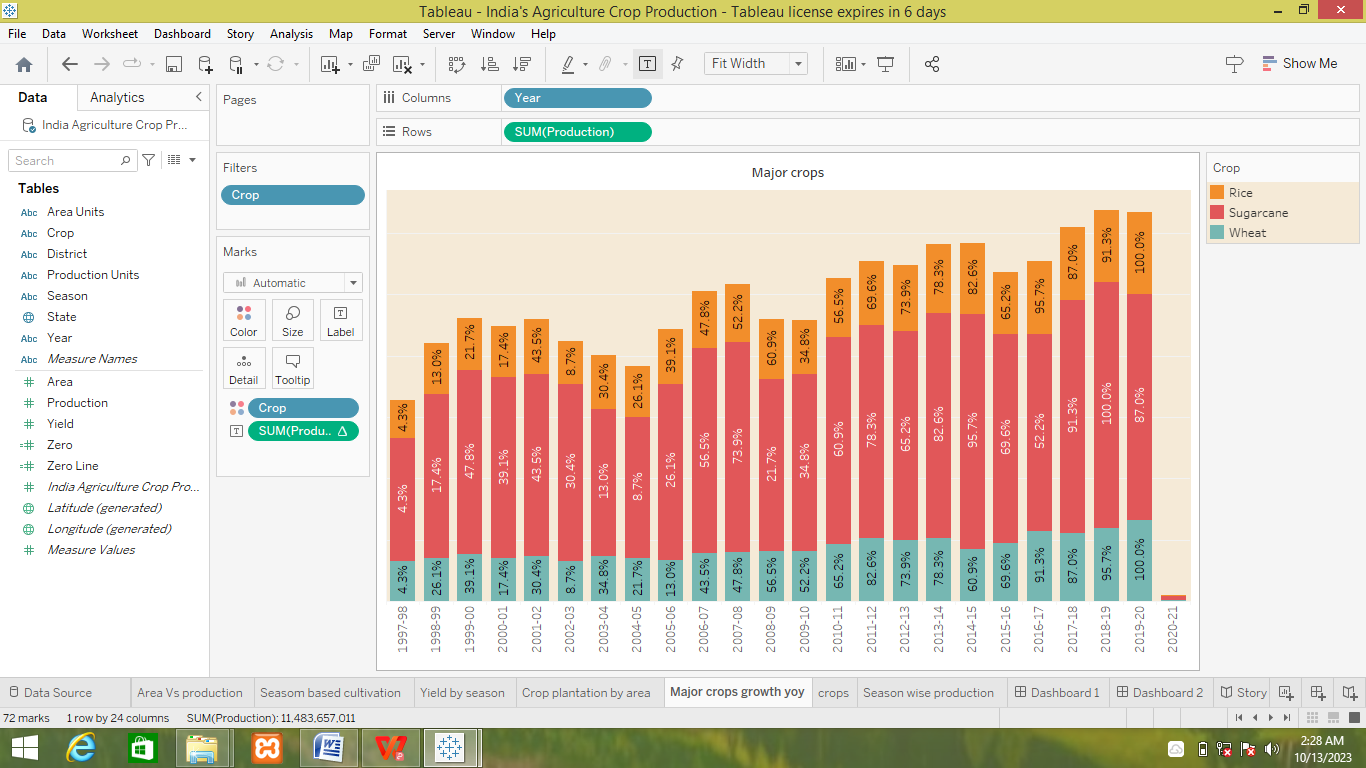 Tableau - India's Agriculture Crop Production - Tableau license expires in 6 days
File Data Worksheet Dashboard Story Analysis Map Format Server Window Help
Fit Width
Show Me
Data Analytics
India Agriculture Crop Pr...
Search
Tables
Abc Area Units
Abc Crop
Abc District
Abc Production Units
Abc Season
State
Abc Year
Abc Measure Names
Area
Production
Yield
Zero
Zero Line
India Agriculture Crop Pro...
Latitude (generated)
Longitude (generated)
Measure Values
Pages
Filters
Crop
Marks
Automatic
Color Size Label
Detail Tooltip
Crop
SUM(Produ.. Δ
Columns Year
Rows SUM(Production)
Major crops
4.3% 13.0% 21.7% 17.4% 43.5% 8.7% 30.4% 26.1% 39.1% 47.8% 52.2% 60.9% 34.8% 56.5% 69.6% 73.9% 78.3% 82.6% 65.2% 95.7% 87.0% 91.3% 100.0%
4.3% 17.4% 47.8% 39.1% 43.5% 30.4% 13.0% 8.7% 26.1% 56.5% 73.9% 21.7% 34.8% 60.9% 78.3% 65.2% 82.6% 95.7% 69.6% 52.2% 91.3% 100.0% 87.0%
4.3% 26.1% 39.1% 17.4% 30.4% 8.7% 34.8% 21.7% 13.0% 43.5% 47.8% 56.5% 52.2% 65.2% 82.6% 73.9% 78.3% 60.9% 69.6% 91.3% 87.0% 95.7% 100.0%
1997-98 1998-99 1999-00 2000-01 2001-02 2002-03 2003-04 2004-05 2005-06 2006-07 2007-08 2008-09 2009-10 2010-11 2011-12 2012-13 2013-14 2014-15 2015-16 2016-17 2017-18 2018-19 2019-20 2020-21
Crop
Rice
Sugarcane
Wheat
Data Source Area Vs production Seasom based cultivation Yield by season Crop plantation by area Major crops growth yoy crops Season wise production Dashboard 1 Dashboard 2 Story
72 marks 1 row by 24 columns SUM(Production): 11,483,657,011
2:28 AM
10/13/2023